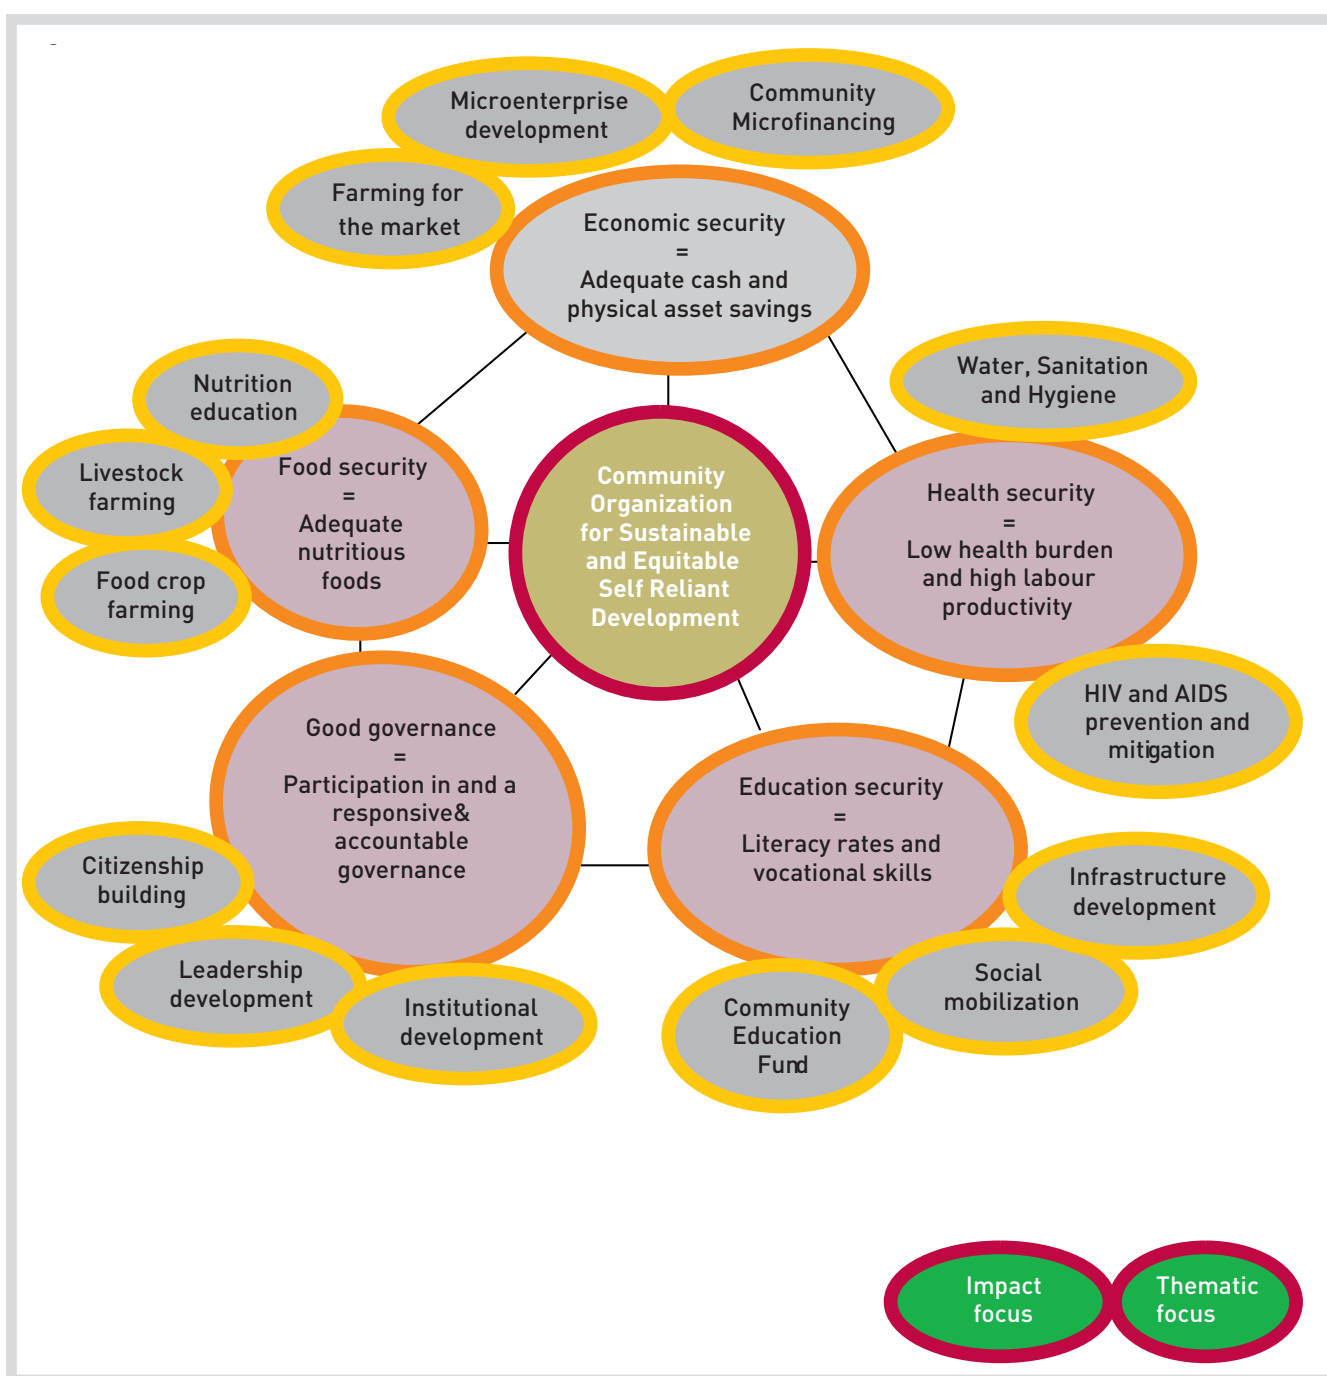 Microenterprise
development
Community
Microfinancing
Farming for
the market
Economic security
=
Adequate cash and
physical asset savings
Water, Sanitation
and Hygiene
Nutrition
education
Livestock
farming
Food crop
farming
Food security
=
Adequate
nutritious
foods
Community
Organization
for Sustainable
and Equitable
Self Reliant
Development
Health security
=
Low health burden
and high labour
productivity
HIV and AIDS
prevention and
mitigation
Good governance
=
Participation in and a
responsive&
accountable
governance
Education security
=
Literacy rates and
vocational skills
Citizenship
building
Leadership
development
Institutional
development
Infrastructure
development
Social
mobilization
Community
Education
Fund
Impact
focus
Thematic
focus